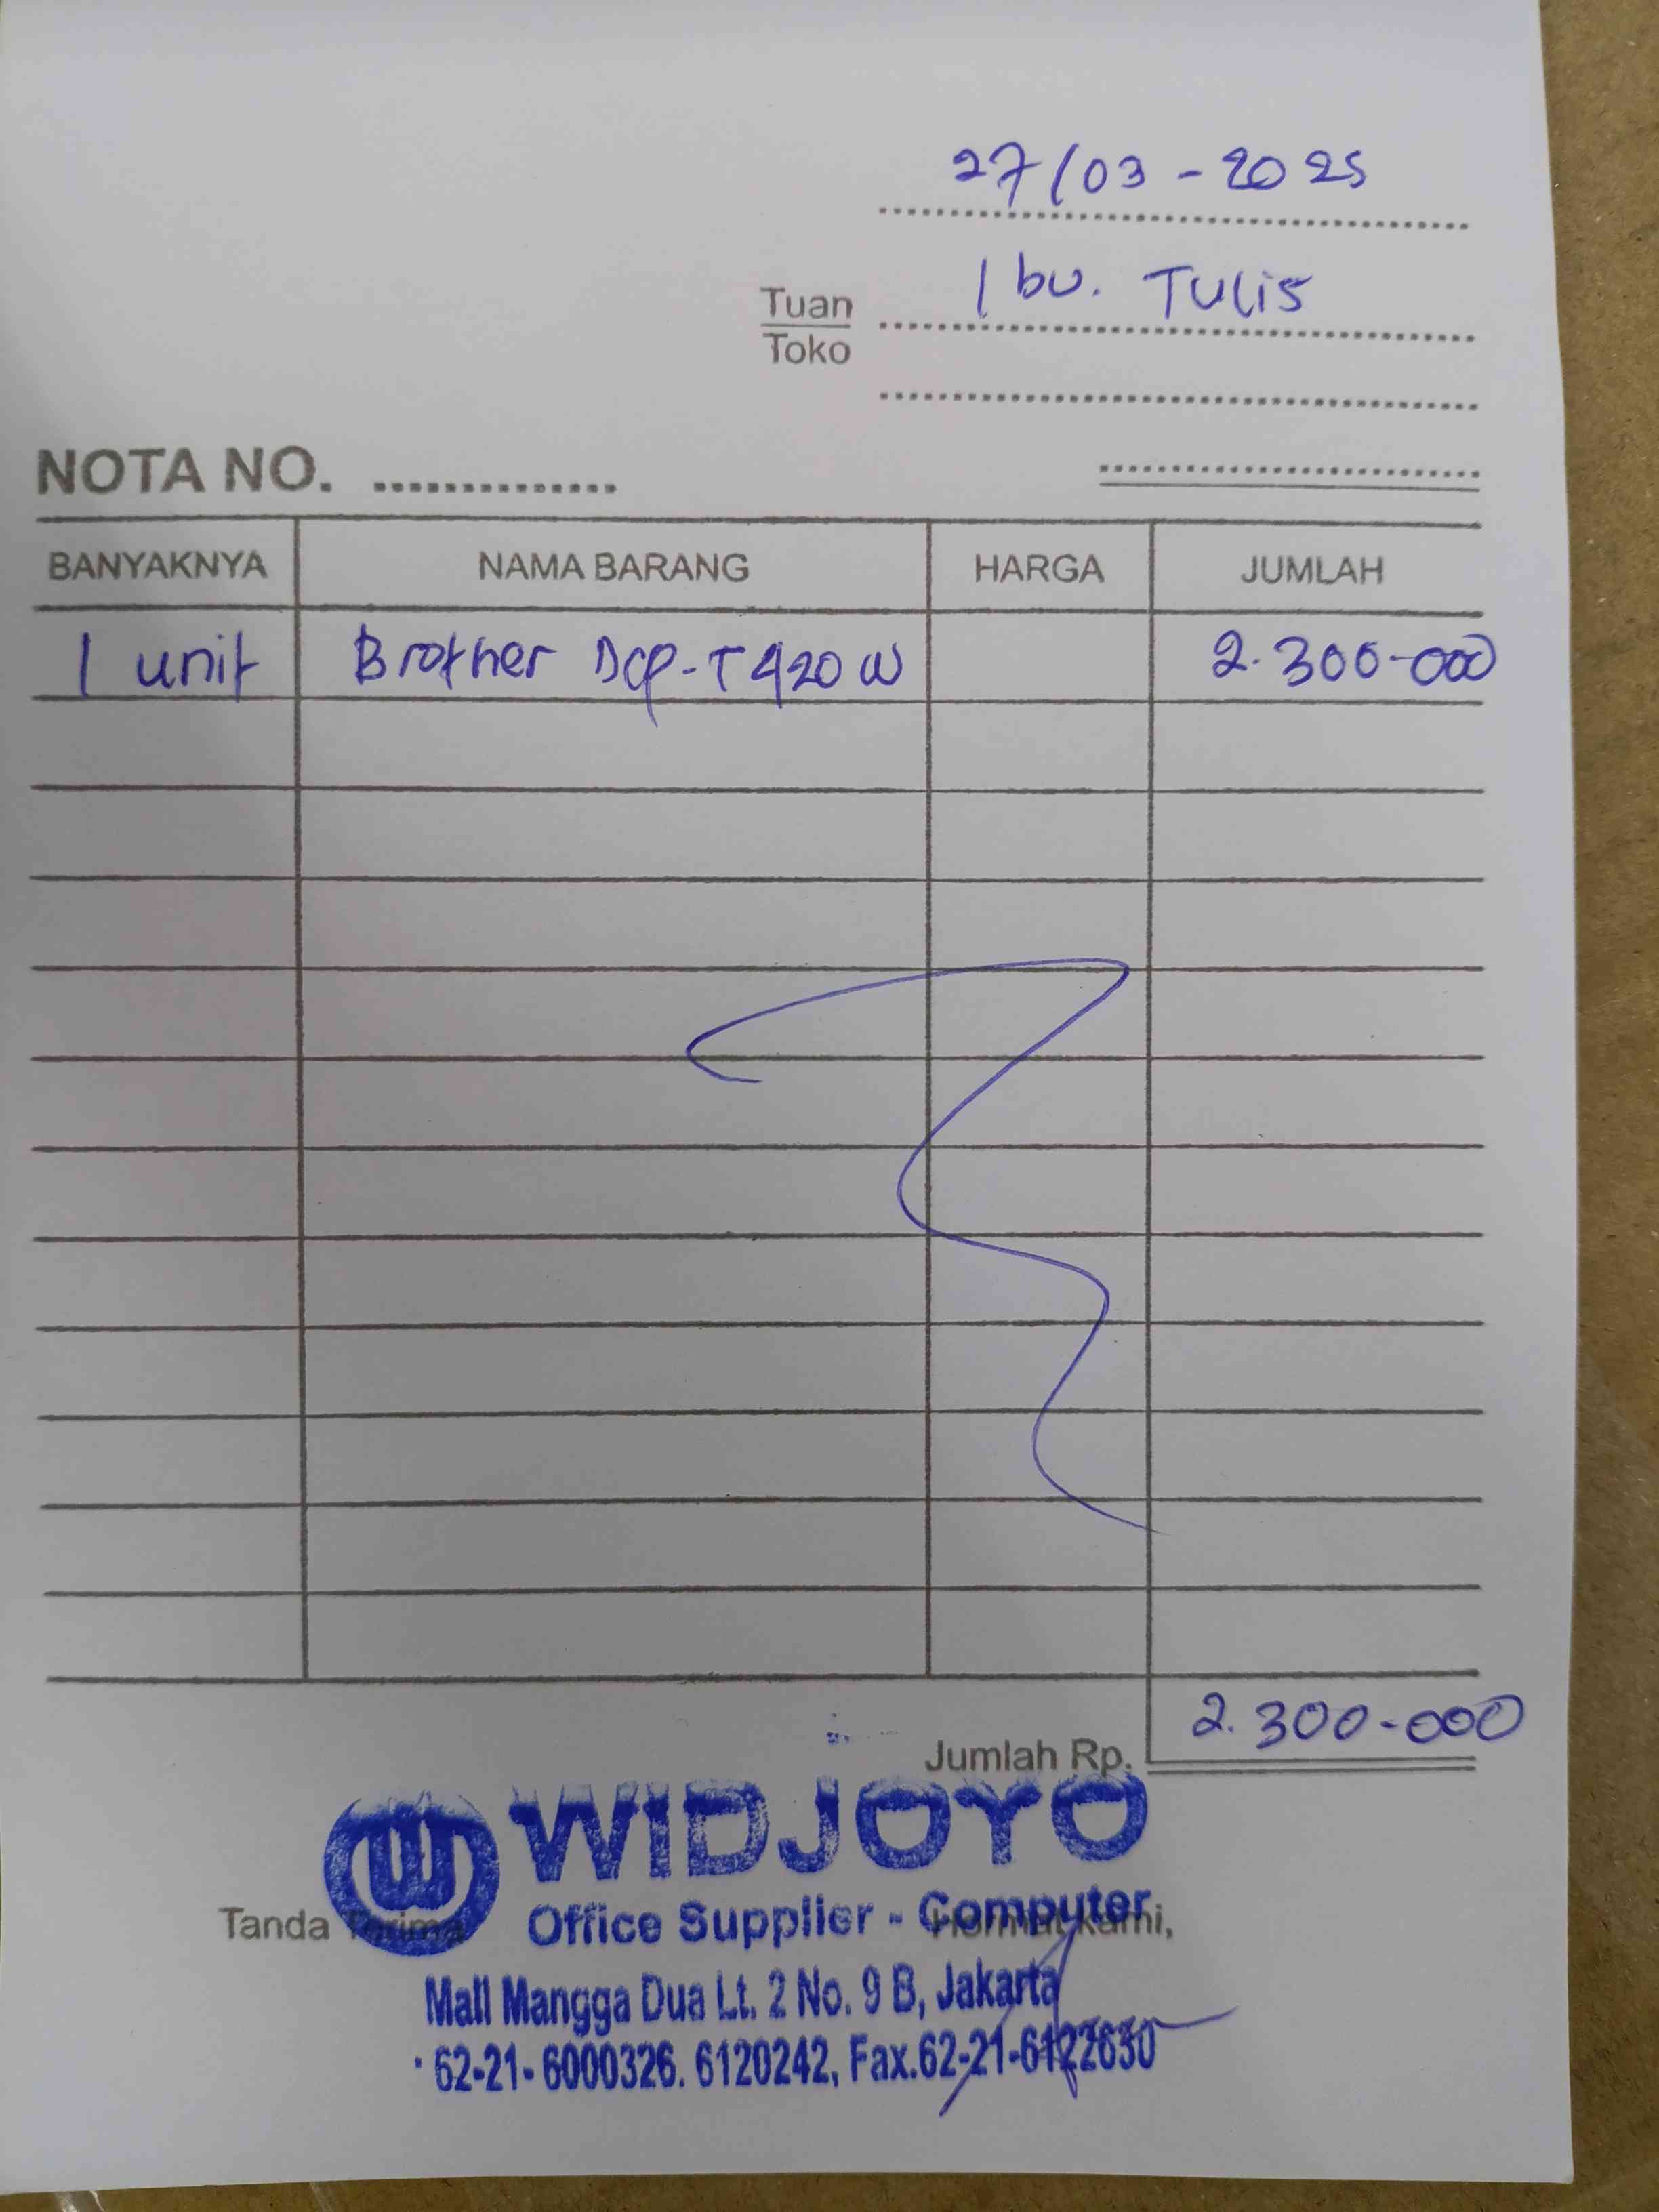 27/03-2025
Tuan Ibu. Tulis
Toko
NOTA NO. ...............
BANYAKNYA NAMA BARANG HARGA JUMLAH
1 unit Brother Dcp-T420W 2.300-000
Jumlah Rp. 2.300-000
WIDJOYO
Office Supplier - Computer
Tanda Terima Hormat kami,
Mall Mangga Dua Lt. 2 No. 9 B, Jakarta
62-21-6000326. 6120242, Fax.62-21-6122630